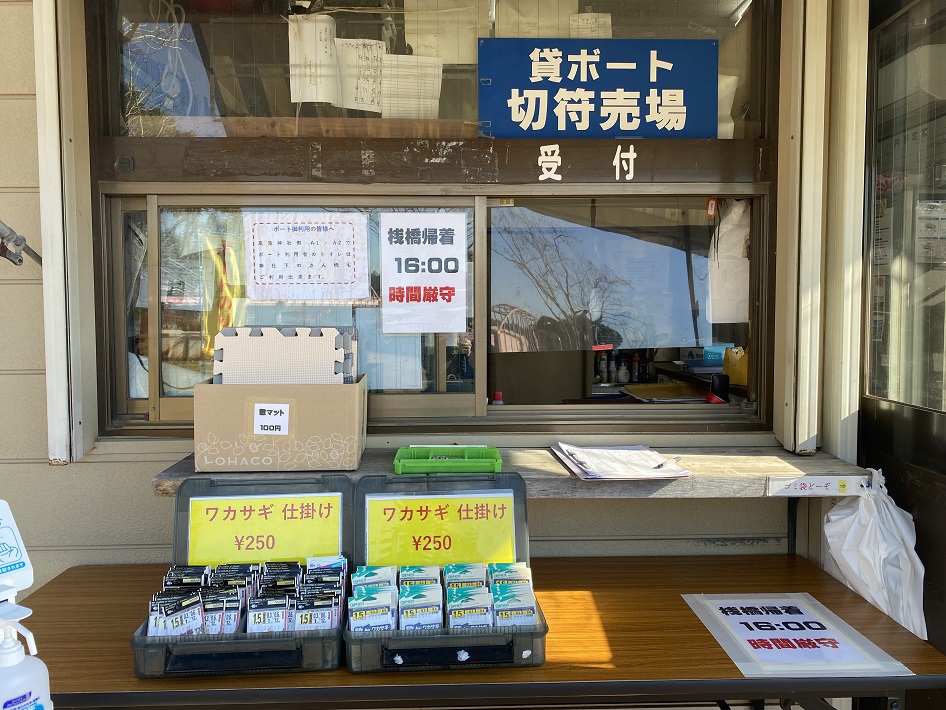 貸ボート
切符売場
受付
ボート御利用の皆様へ
桟橋帰着
16:00
時間厳守
敷マット
100円
LOHACO
ワカサギ 仕掛け
¥250
ワカサギ 仕掛け
¥250
ゴミ袋どーぞ
桟橋帰着
16:00
時間厳守